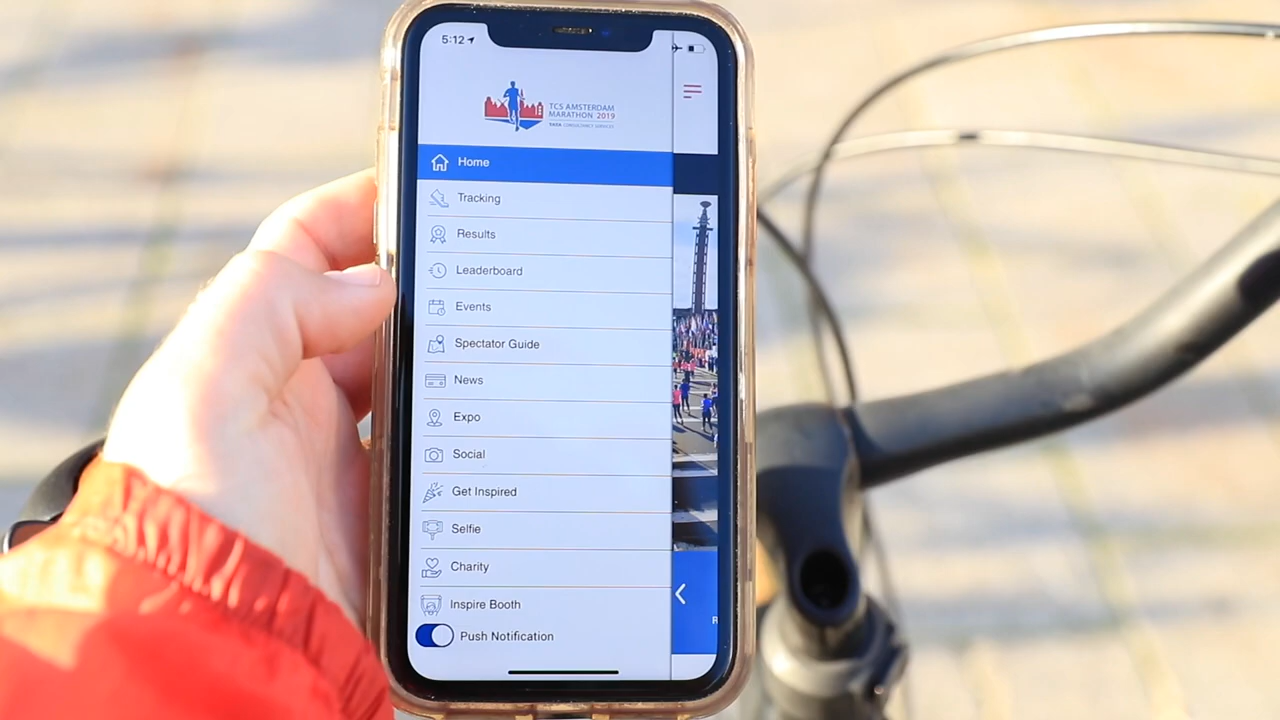 5:12
TCS AMSTERDAM
MARATHON 2019
TATA CONSULTANCY SERVICES
Home
Tracking
Results
Leaderboard
Events
Spectator Guide
News
Expo
Social
Get Inspired
Selfie
Charity
Inspire Booth
R
Push Notification